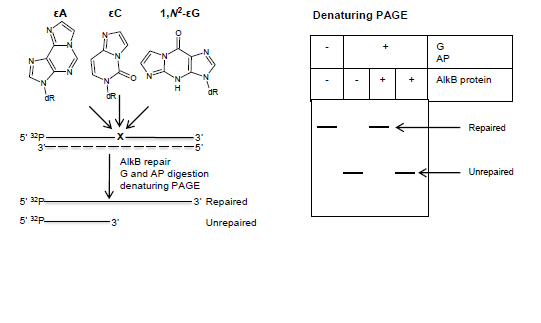 εA εC 1,N²-εG
N N N N N dR
N N N O dR
O N N N N H N dR
5' 32P X 3'
3' 5'
AlkB repair
G and AP digestion
denaturing PAGE
5' 32P 3' Repaired
5' 32P 3' Unrepaired
Denaturing PAGE
- + G
AP
- - + + AlkB protein
Repaired
Unrepaired